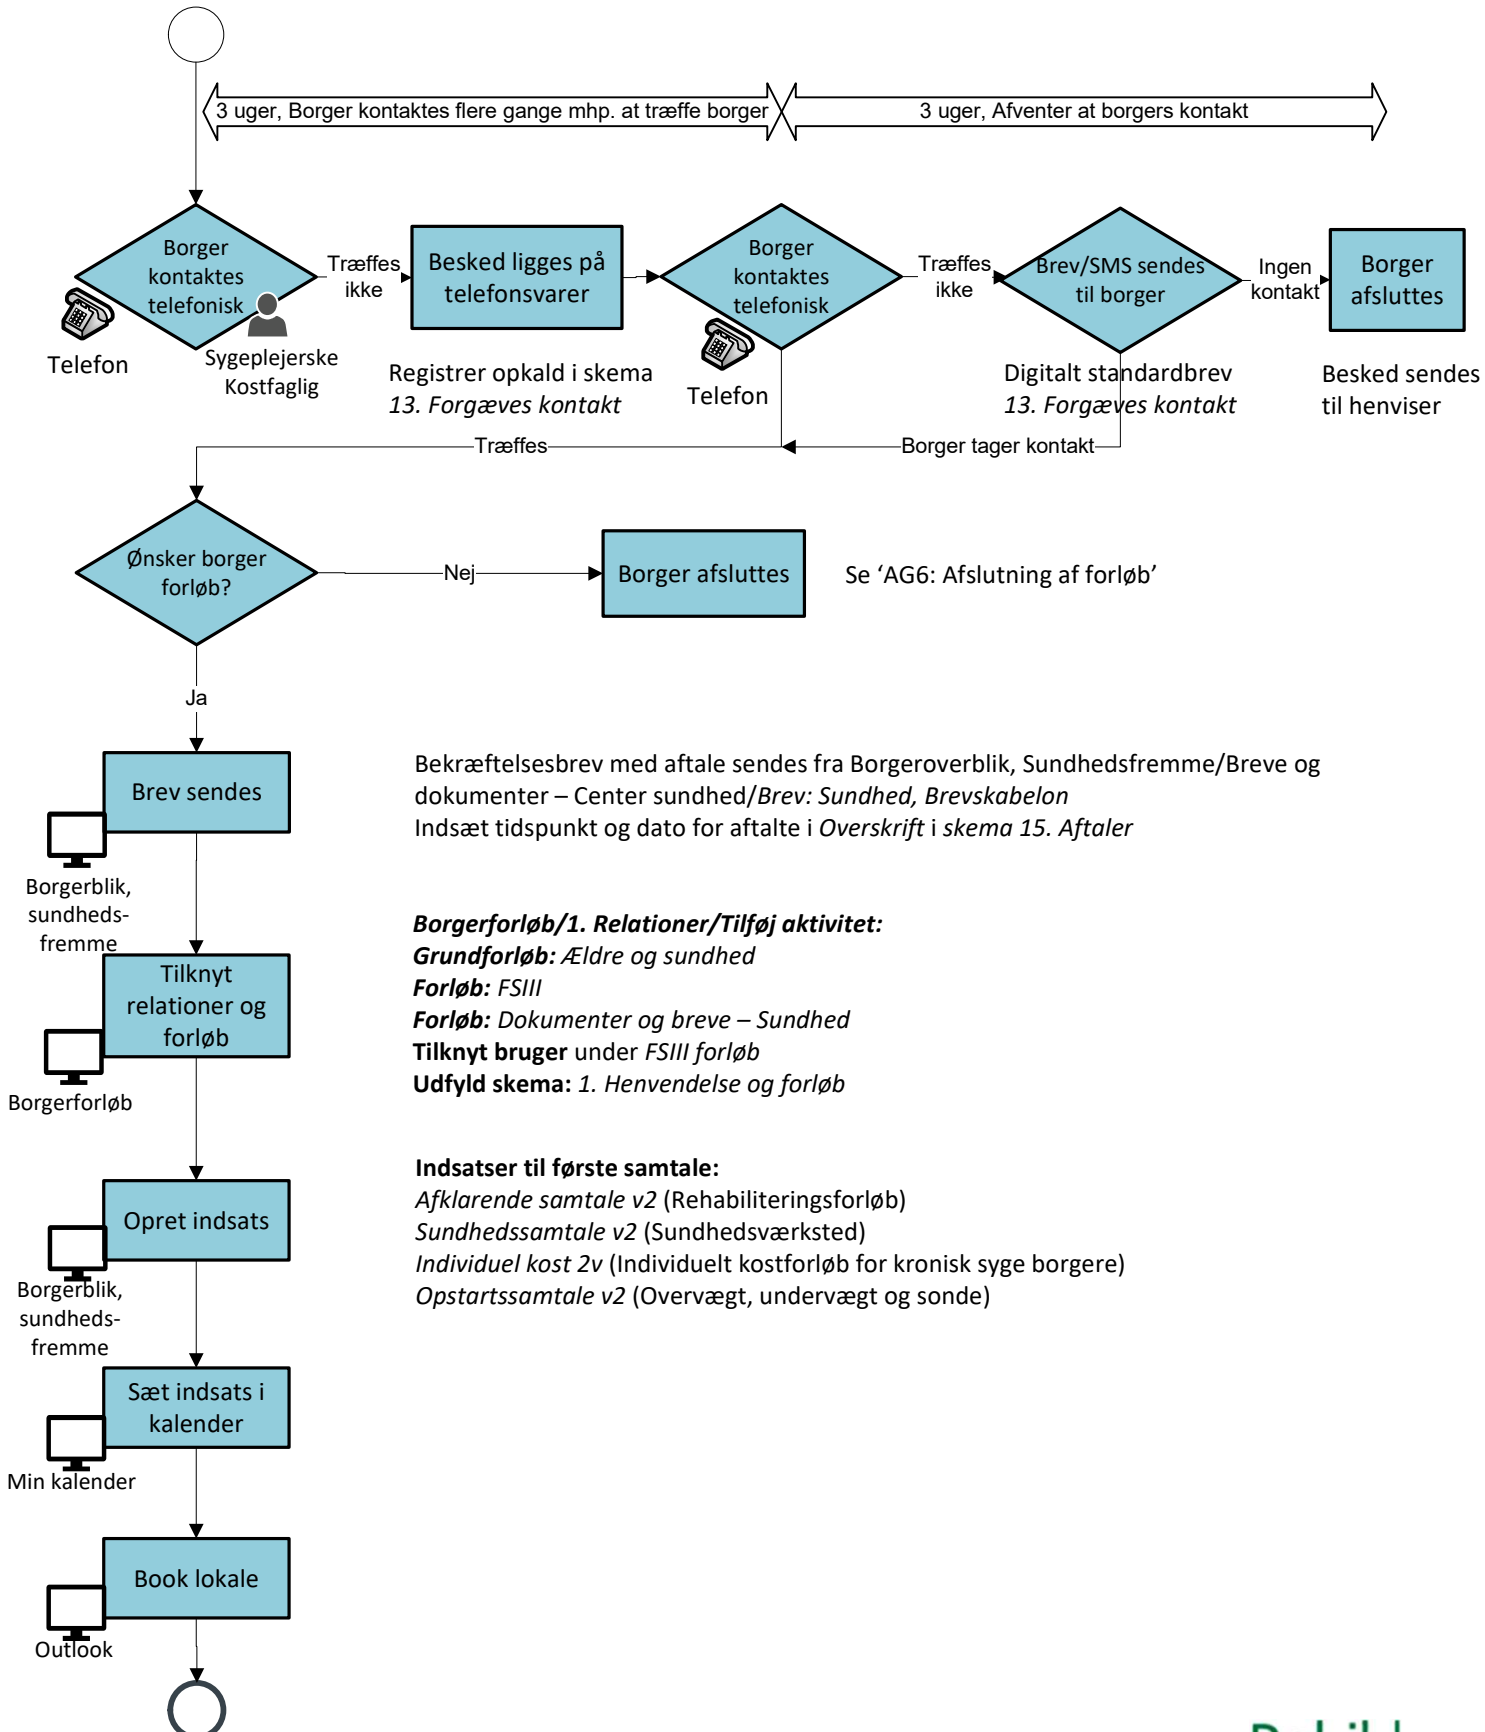 3 uger, Borger kontaktes flere gange mhp. at træffe borger
3 uger, Afventer at borgers kontakt
Borger
kontaktes
telefonisk
Telefon
Sygeplejerske
Kostfaglig
Træffes
ikke
Besked ligges på
telefonsvarer
Registrer opkald i skema
13. Forgæves kontakt
Borger
kontaktes
telefonisk
Telefon
Træffes
ikke
Brev/SMS sendes
til borger
Digitalt standardbrev
13. Forgæves kontakt
Ingen
kontakt
Borger
afsluttes
Besked sendes
til henviser
Træffes
Borger tager kontakt
Ønsker borger
forløb?
Nej
Borger afsluttes
Se ‘AG6: Afslutning af forløb’
Ja
Brev sendes
Borgerblik,
sundheds-
fremme
Bekræftelsesbrev med aftale sendes fra Borgeroverblik, Sundhedsfremme/Breve og
dokumenter – Center sundhed/Brev: Sundhed, Brevskabelon
Indsæt tidspunkt og dato for aftalte i Overskrift i skema 15. Aftaler
Tilknyt
relationer og
forløb
Borgerforløb
Borgerforløb/1. Relationer/Tilføj aktivitet:
Grundforløb: Ældre og sundhed
Forløb: FSIII
Forløb: Dokumenter og breve – Sundhed
Tilknyt bruger under FSIII forløb
Udfyld skema: 1. Henvendelse og forløb
Opret indsats
Borgerblik,
sundheds-
fremme
Indsatser til første samtale:
Afklarende samtale v2 (Rehabiliteringsforløb)
Sundhedssamtale v2 (Sundhedsværksted)
Individuel kost 2v (Individuelt kostforløb for kronisk syge borgere)
Opstartssamtale v2 (Overvægt, undervægt og sonde)
Sæt indsats i
kalender
Min kalender
Book lokale
Outlook